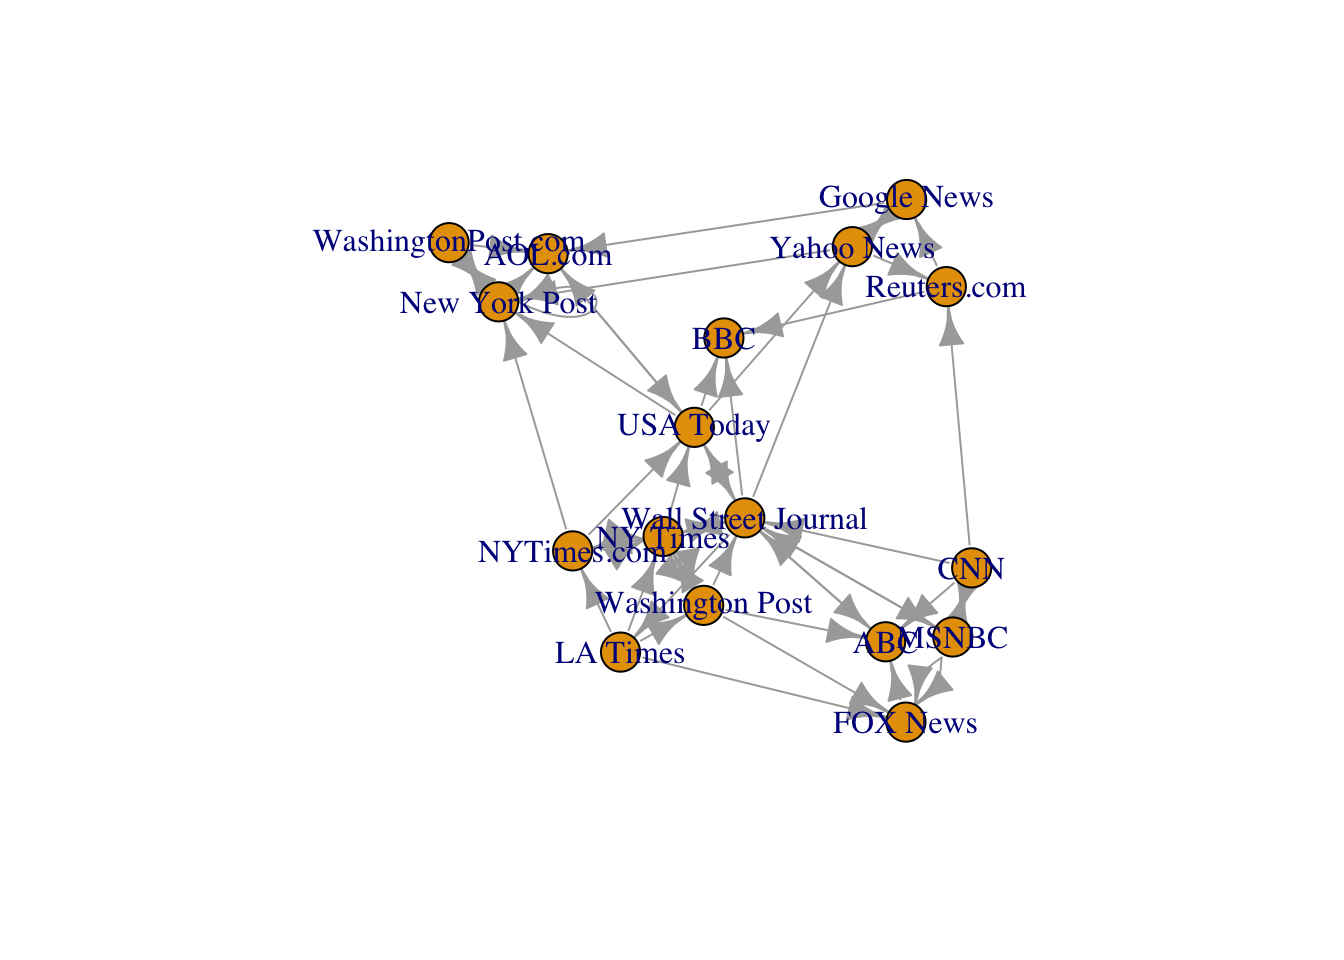 Google News
WashingtonPost.com
Yahoo News
AOL.com
Reuters.com
New York Post
BBC
USA Today
Wall Street Journal
NY Times
NYTimes.com
CNN
Washington Post
MSNBC
ABC
LA Times
FOX News